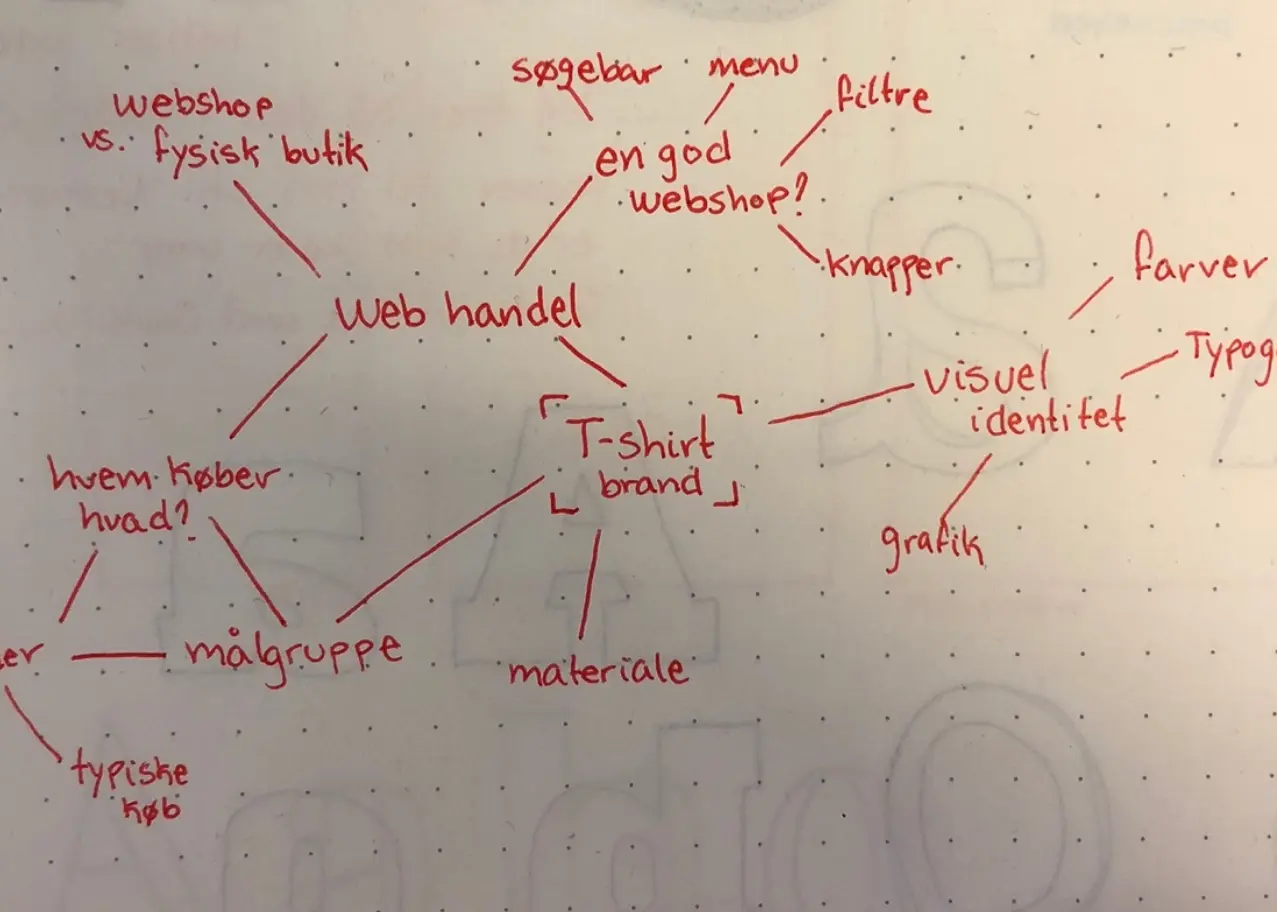 søgebar
menu
filtre
webshop
vs. fysisk butik
en god
webshop?
knapper
farver
Web handel
Typog
visuel
identitet
T-shirt
brand
hvem køber
hvad?
grafik
er
målgruppe
materiale
typiske
køb